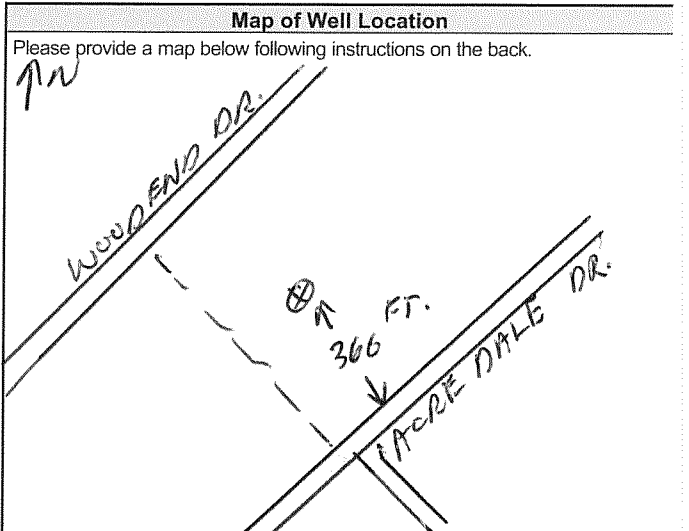 Map of Well Location
Please provide a map below following instructions on the back.
N
WOODEND DR.
366 FT.
ACRE DALE DR.